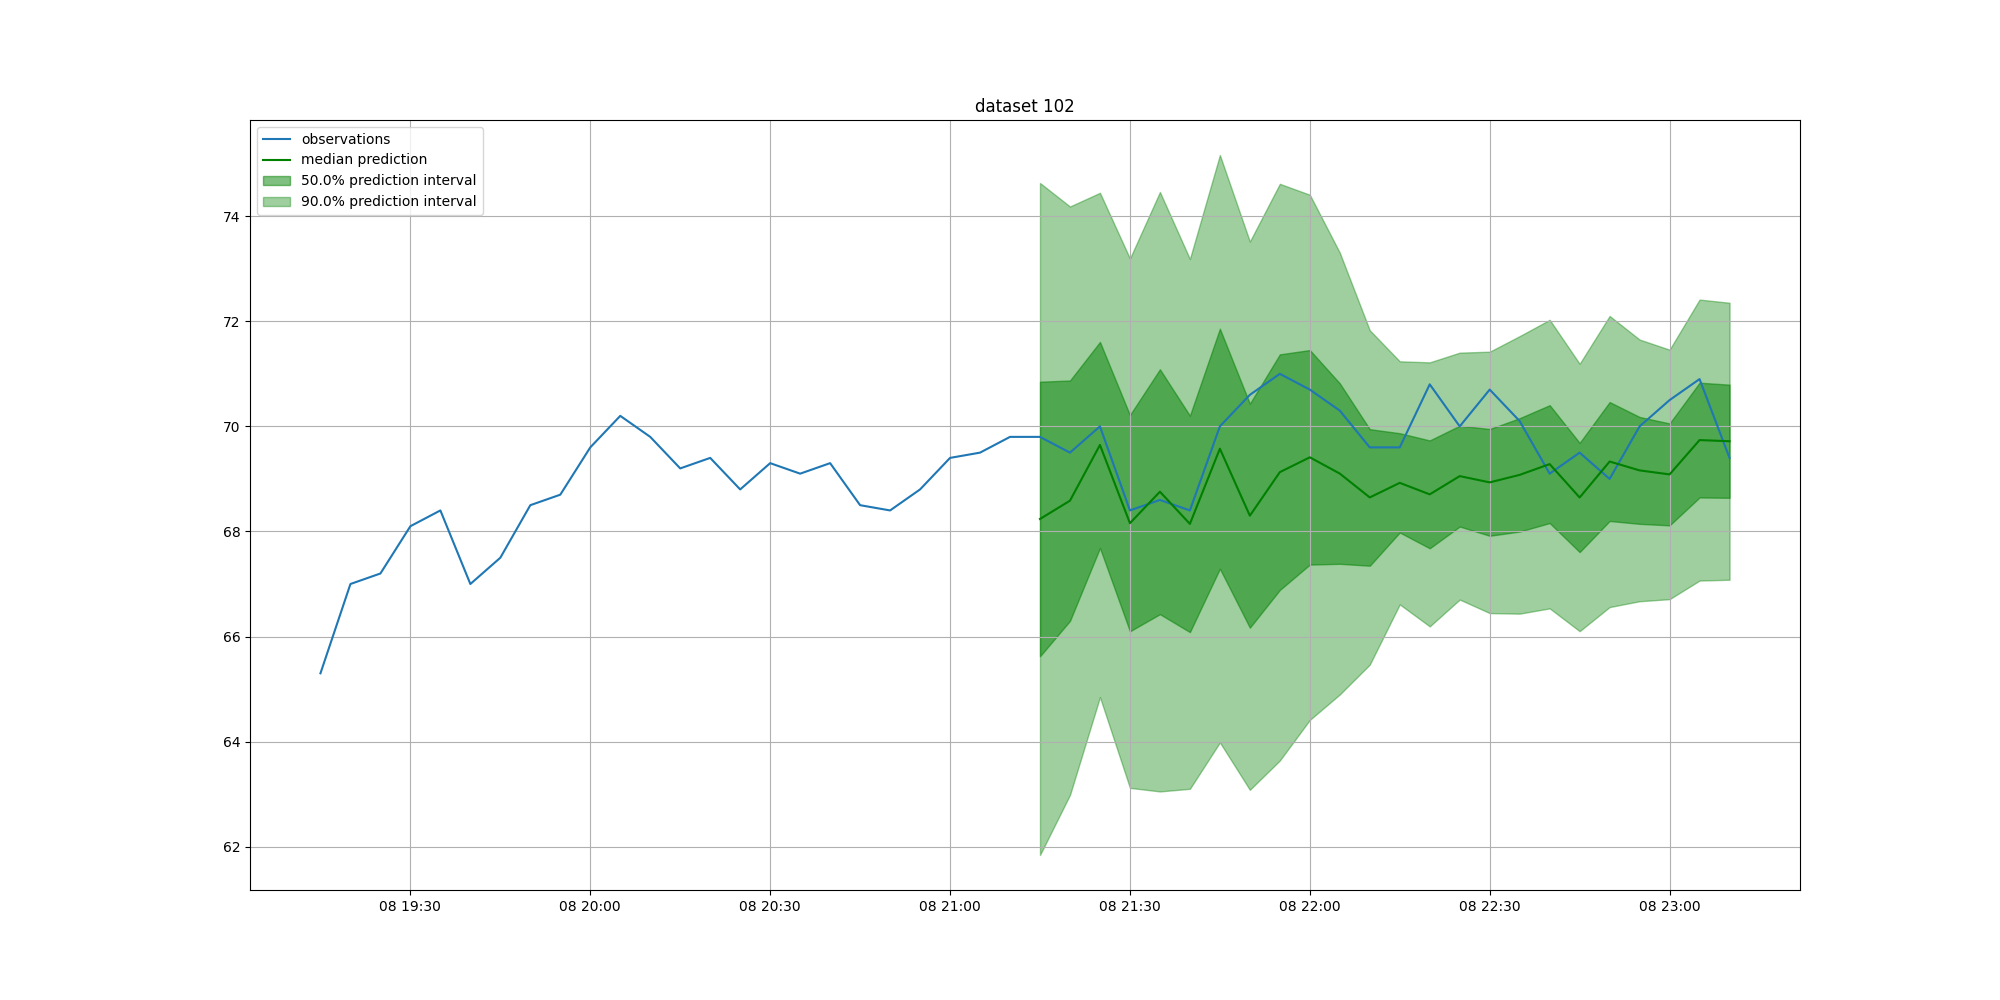 dataset 102
observations
median prediction
50.0% prediction interval
90.0% prediction interval
74
72
70
68
66
64
62
08 19:30 08 20:00 08 20:30 08 21:00 08 21:30 08 22:00 08 22:30 08 23:00